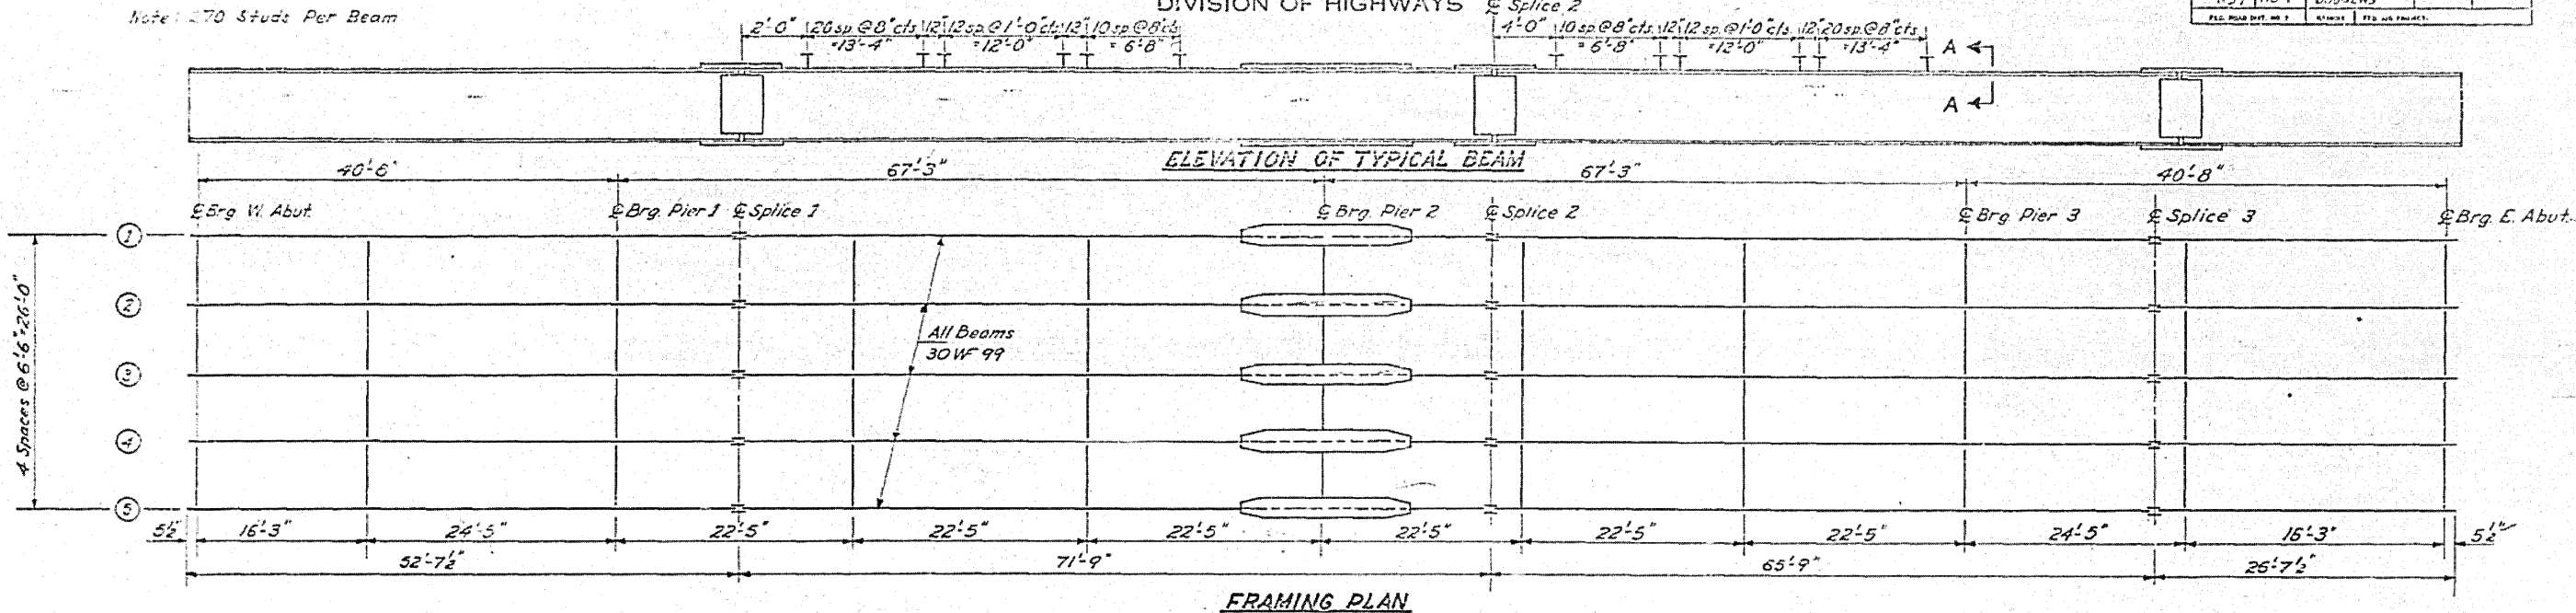 Note: 270 Studs Per Beam
DIVISION OF HIGHWAYS
℄ Splice 2
2'-0" 20 sp. @ 8" cts. =13'-4" 12" 12 sp. @ 1'-0" cts. =12'-0" 12" 10 sp @ 8" cts =6'-8"
4'-0" 10 sp. @ 8" cts. =6'-8" 12" 12 sp. @ 1'-0" cts. =12'-0" 12" 20 sp. @ 8" cts. =13'-4"
A
A
ELEVATION OF TYPICAL BEAM
40'-6" 67'-3" 67'-3" 40'-8"
℄ Brg W. Abut. ℄ Brg. Pier 1 ℄ Splice 1 ℄ Brg. Pier 2 ℄ Splice 2 ℄ Brg. Pier 3 ℄ Splice 3 ℄ Brg. E. Abut.
1
2
3
4
5
4 Spaces @ 6'-6" = 26'-0"
All Beams
30 WF 99
5½" 16'-3" 24'-5" 22'-5" 22'-5" 22'-5" 22'-5" 22'-5" 22'-5" 24'-5" 16'-3" 5½"
52'-7½" 71'-9" 65'-9" 26'-7½"
FRAMING PLAN